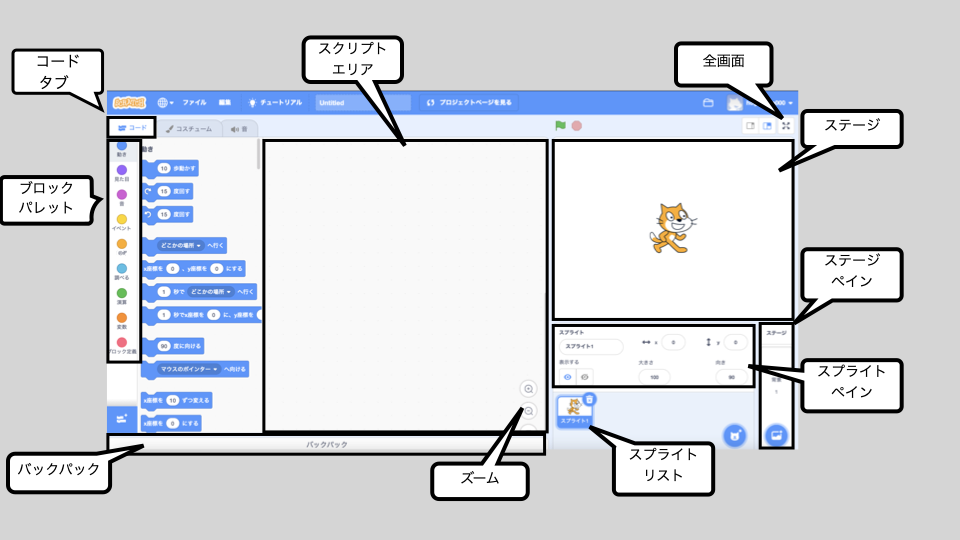 コード
タブ
スクリプト
エリア
全画面
ステージ
ファイル
編集
チュートリアル
Untitled
プロジェクトページを見る
コード
コスチューム
音
ブロック
パレット
動き
見た目
音
イベント
制御
調べる
演算
変数
ブロック定義
動き
10 歩動かす
15 度回す
15 度回す
どこかの場所 へ行く
x座標を 0 、y座標を 0 にする
1 秒で どこかの場所 へ行く
1 秒でx座標を 0 に、y座標を
90 度に向ける
マウスのポインター へ向ける
x座標を 10 ずつ変える
x座標を 0 にする
ステージ
ペイン
スプライト
スプライト1
x 0
y 0
表示する
大きさ
100
向き
90
ステージ
背景
1
スプライト
ペイン
スプライト1
バックパック
バックパック
ズーム
スプライト
リスト